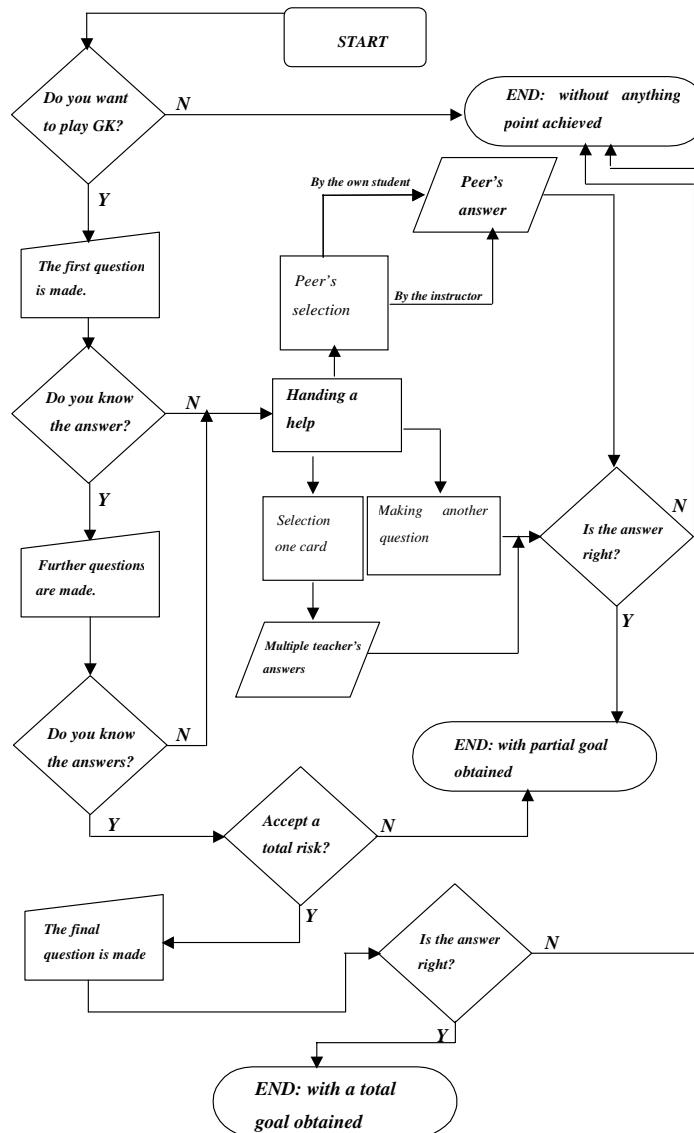 START
Do you want
to play GK?
N
END: without anything
point achieved
Y
By the own student
Peer's
answer
The first question
is made.
Peer's
selection
By the instructor
Do you know
the answer?
N
Handing a
help
Y
Selection
one card
Making another
question
Is the answer
right?
N
Further questions
are made.
Y
Multiple teacher's
answers
Do you know
the answers?
N
END: with partial goal
obtained
Y
Accept a
total risk?
N
Y
The final
question is made
Is the answer
right?
N
Y
END: with a total
goal obtained